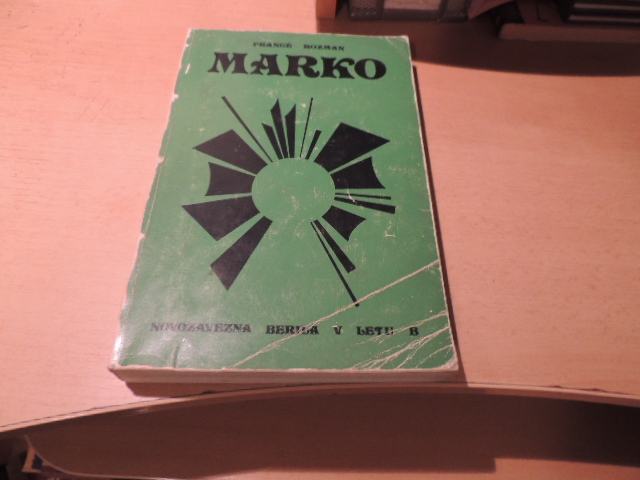 FRANCE ROZMAN
MARKO
NOVOZAVEZNA BERILA V LETU B